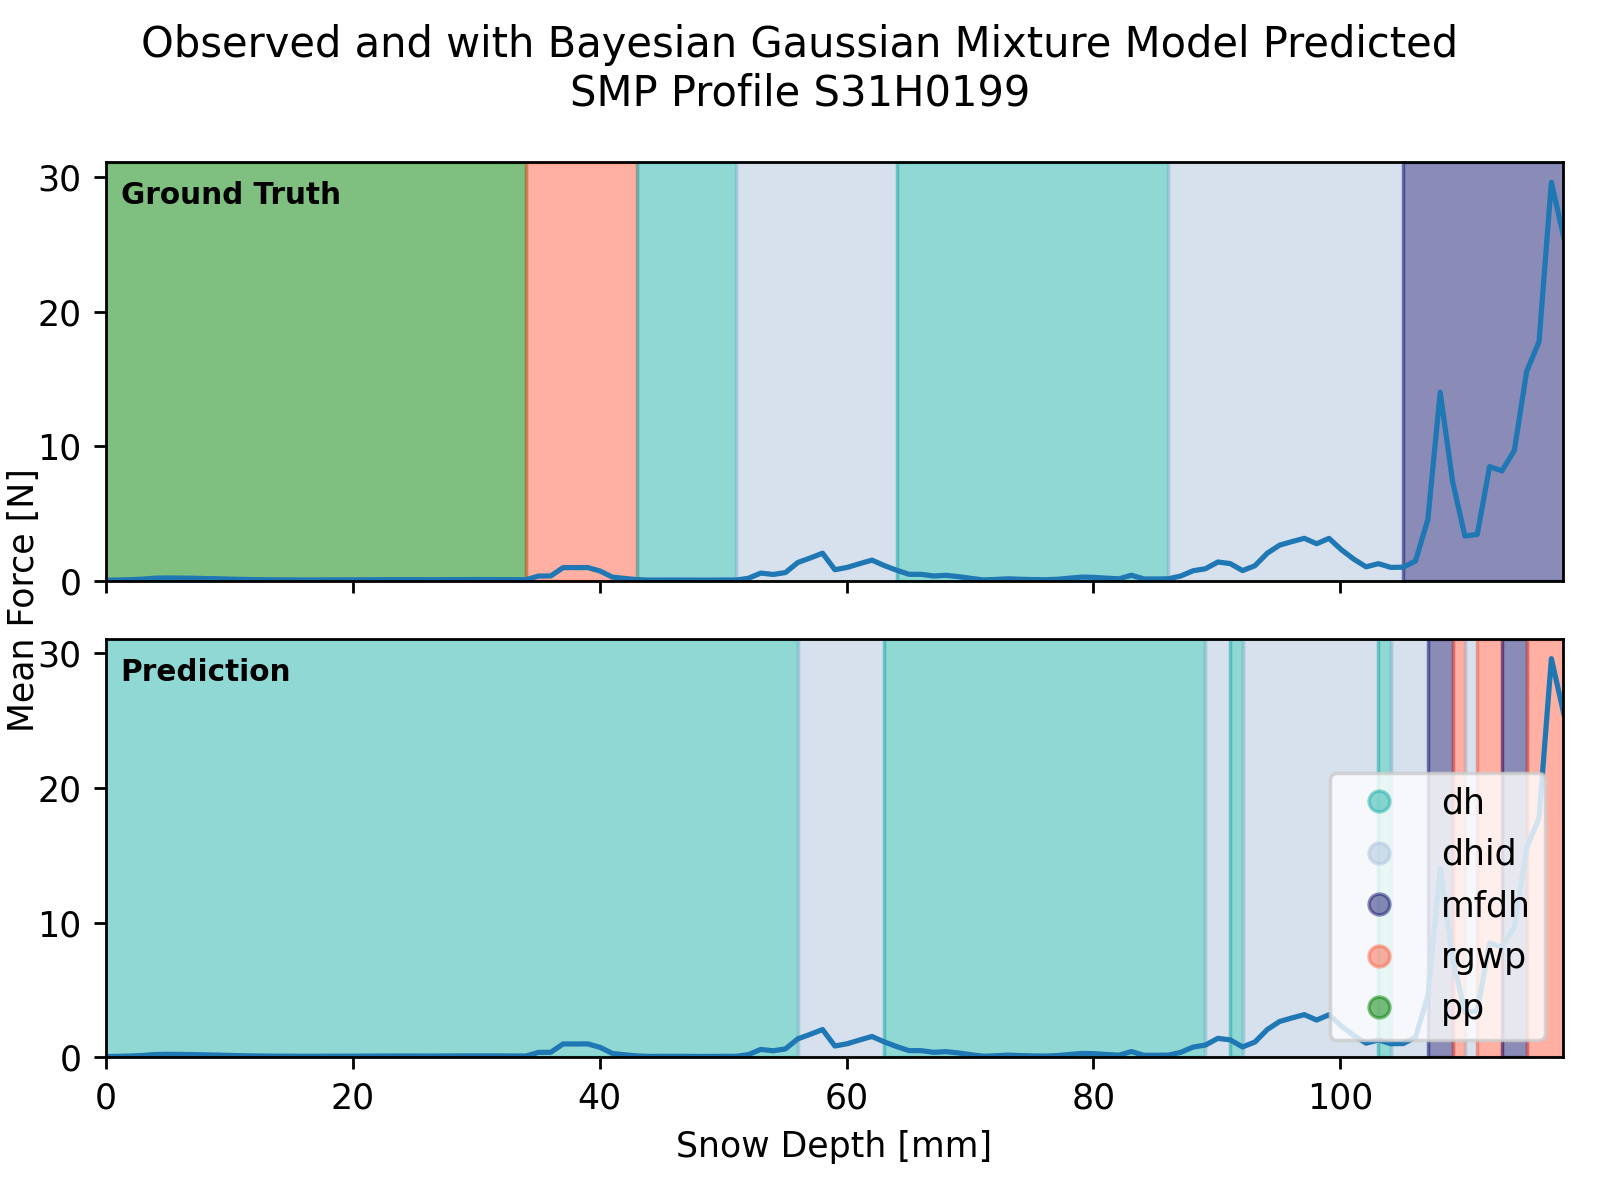 Observed and with Bayesian Gaussian Mixture Model Predicted
SMP Profile S31H0199
30
20
10
0
Ground Truth
Mean Force [N]
30
20
10
0
Prediction
dh
dhid
mfdh
rgwp
pp
0 20 40 60 80 100
Snow Depth [mm]